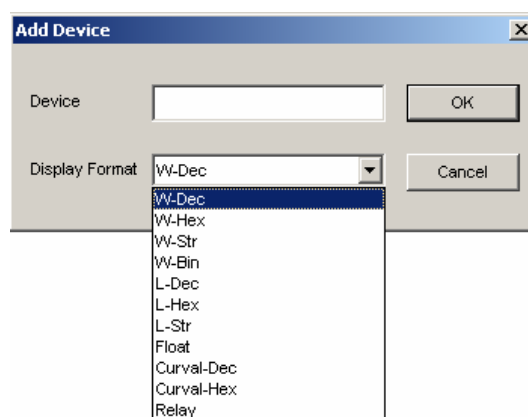 Add Device
Device
OK
Display Format
W-Dec
Cancel
W-Dec
W-Hex
W-Str
W-Bin
L-Dec
L-Hex
L-Str
Float
Curval-Dec
Curval-Hex
Relay